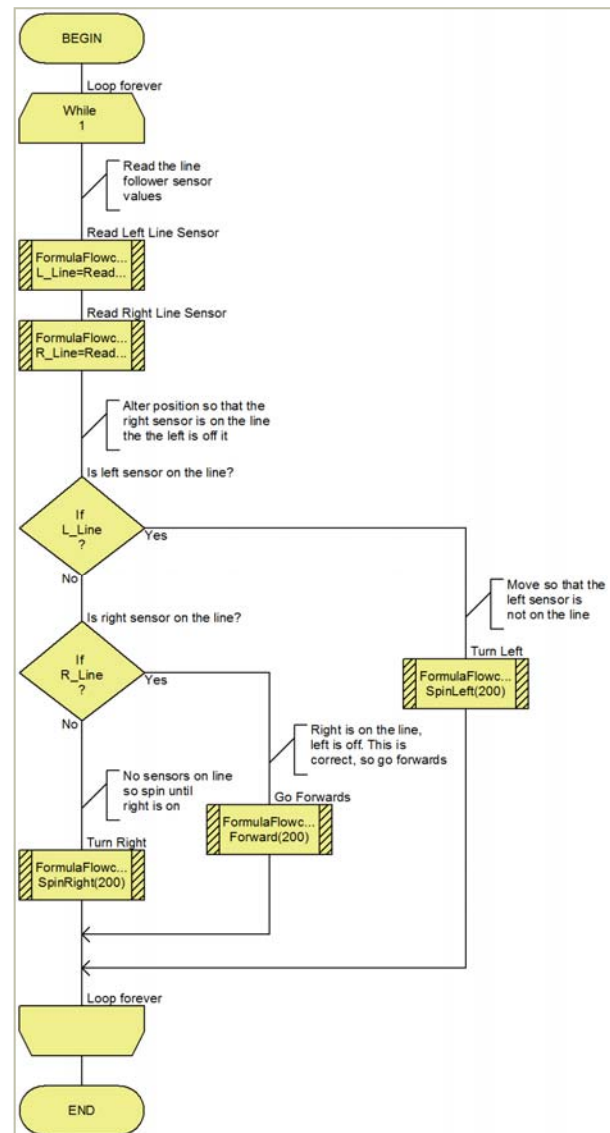 BEGIN
Loop forever
While
1
Read the line
follower sensor
values
Read Left Line Sensor
FormulaFlowc...
L_Line=Read...
Read Right Line Sensor
FormulaFlowc...
R_Line=Read...
Alter position so that the
right sensor is on the line
the the left is off it
Is left sensor on the line?
If
L_Line
?
Yes
No
Move so that the
left sensor is
not on the line
Turn Left
FormulaFlowc...
SpinLeft(200)
Is right sensor on the line?
If
R_Line
?
Yes
No
Right is on the line,
left is off. This is
correct, so go forwards
Go Forwards
FormulaFlowc...
Forward(200)
No sensors on line
so spin until
right is on
Turn Right
FormulaFlowc...
SpinRight(200)
Loop forever
END